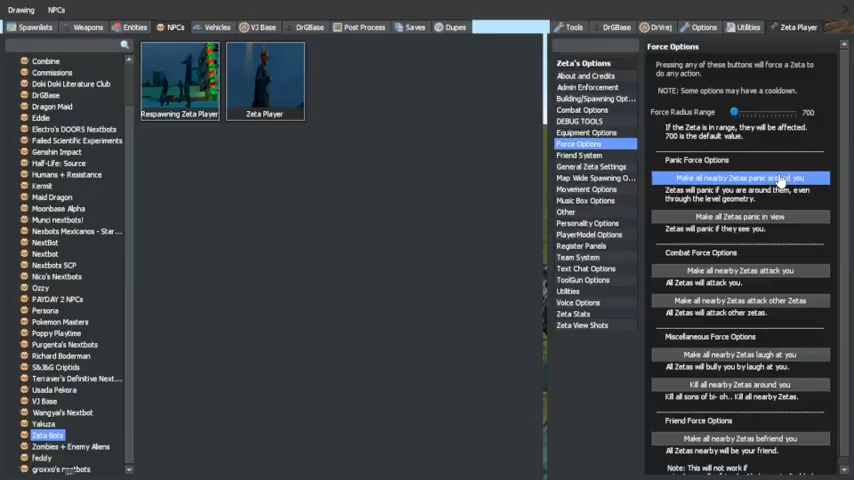 Drawing NPCs
Spawnlists Weapons Entities NPCs Vehicles VJ Base DrGBase Post Process Saves Dupes
Tools DrGBase DrVrej Options Utilities Zeta Player
Combine
Commissions
Doki Doki Literature Club
DrGBase
Dragon Maid
Eddie
Electro's DOORS Nextbots
Failed Scientific Experiments
Genshin Impact
Half-Life: Source
Humans + Resistance
Kermit
Maid Dragon
Moonbase Alpha
Munci nextbots!
Nexbots Mexicanos - Star...
NextBot
Nextbot
Nextbots SCP
Nico's Nextbots
Ozzy
PAYDAY 2 NPCs
Persona
Pokemon Masters
Poppy Playtime
Purgenta's Nextbots
Richard Boderman
S&J&G Criptids
Terraver's Definitive Next...
Usada Pekora
VJ Base
Wangyai's Nextbot
Yakuza
Zeta Bots
Zombies + Enemy Aliens
feddy
groxxo's nextbots
Respawning Zeta Player
Zeta Player
Zeta's Options
About and Credits
Admin Enforcement
Building/Spawning Opt...
Combat Options
DEBUG TOOLS
Equipment Options
Force Options
Friend System
General Zeta Settings
Map Wide Spawning O...
Movement Options
Music Box Options
Other
Personality Options
PlayerModel Options
Register Panels
Team System
Text Chat Options
ToolGun Options
Utilities
Voice Options
Zeta Stats
Zeta View Shots
Force Options
Pressing any of these buttons will force a Zeta to
do any action.
NOTE: Some options may have a cooldown.
Force Radius Range 700
If the Zeta is in range, they will be affected.
700 is the default value.
Panic Force Options
Make all nearby Zetas panic around you
Zetas will panic if you are around them, even
through the level geometry.
Make all Zetas panic in view
Zetas will panic if they see you.
Combat Force Options
Make all nearby Zetas attack you
All Zetas will attack you.
Make all nearby Zetas attack other Zetas
All Zetas will attack other zetas.
Miscellaneous Force Options
Make all nearby Zetas laugh at you
All Zetas will bully you by laugh at you.
Kill all nearby Zetas around you
Kill all sons of bi- oh.. Kill all nearby Zetas.
Friend Force Options
Make all nearby Zetas befriend you
All Zetas nearby will be your friend.
Note: This will not work if